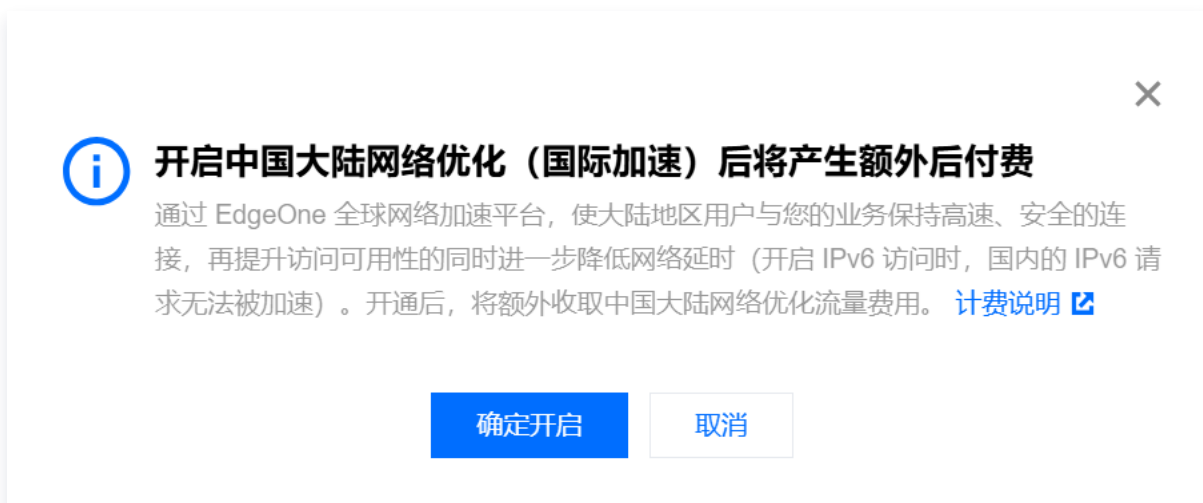 开启中国大陆网络优化（国际加速）后将产生额外后付费
通过 EdgeOne 全球网络加速平台，使大陆地区用户与您的业务保持高速、安全的连
接，再提升访问可用性的同时进一步降低网络延时（开启 IPv6 访问时，国内的 IPv6 请
求无法被加速）。开通后，将额外收取中国大陆网络优化流量费用。 计费说明
确定开启 取消